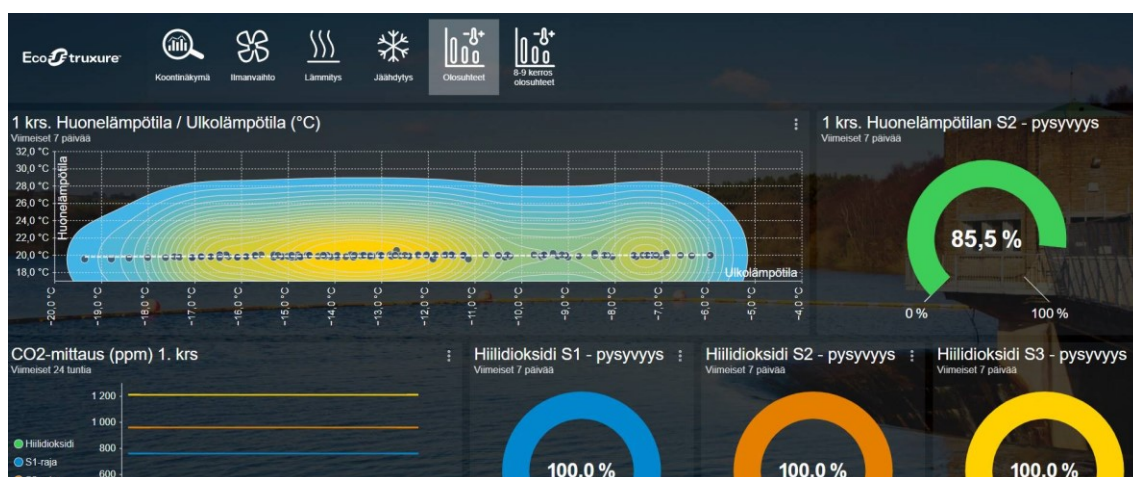 EcoStruxure
Koontinäkymä
Ilmanvaihto
Lämmitys
Jäähdytys
Olosuhteet
8-9 kerros
olosuhteet
1 krs. Huonelämpötila / Ulkolämpötila (°C)
Viimeiset 7 päivää
32,0 °C
30,0 °C
28,0 °C
26,0 °C
24,0 °C
22,0 °C
20,0 °C
18,0 °C
Huonelämpötila
Ulkolämpötila
-20,0 °C
-19,0 °C
-18,0 °C
-17,0 °C
-16,0 °C
-15,0 °C
-14,0 °C
-13,0 °C
-12,0 °C
-11,0 °C
-10,0 °C
-9,0 °C
-8,0 °C
-7,0 °C
-6,0 °C
-5,0 °C
-4,0 °C
1 krs. Huonelämpötilan S2 - pysyvyys
Viimeiset 7 päivää
85,5 %
0 %
100 %
CO2-mittaus (ppm) 1. krs
Viimeiset 24 tuntia
1 200
1 000
800
600
Hiilidioksidi
S1-raja
Hiilidioksidi S1 - pysyvyys
Viimeiset 7 päivää
100,0 %
Hiilidioksidi S2 - pysyvyys
Viimeiset 7 päivää
100,0 %
Hiilidioksidi S3 - pysyvyys
Viimeiset 7 päivää
100,0 %